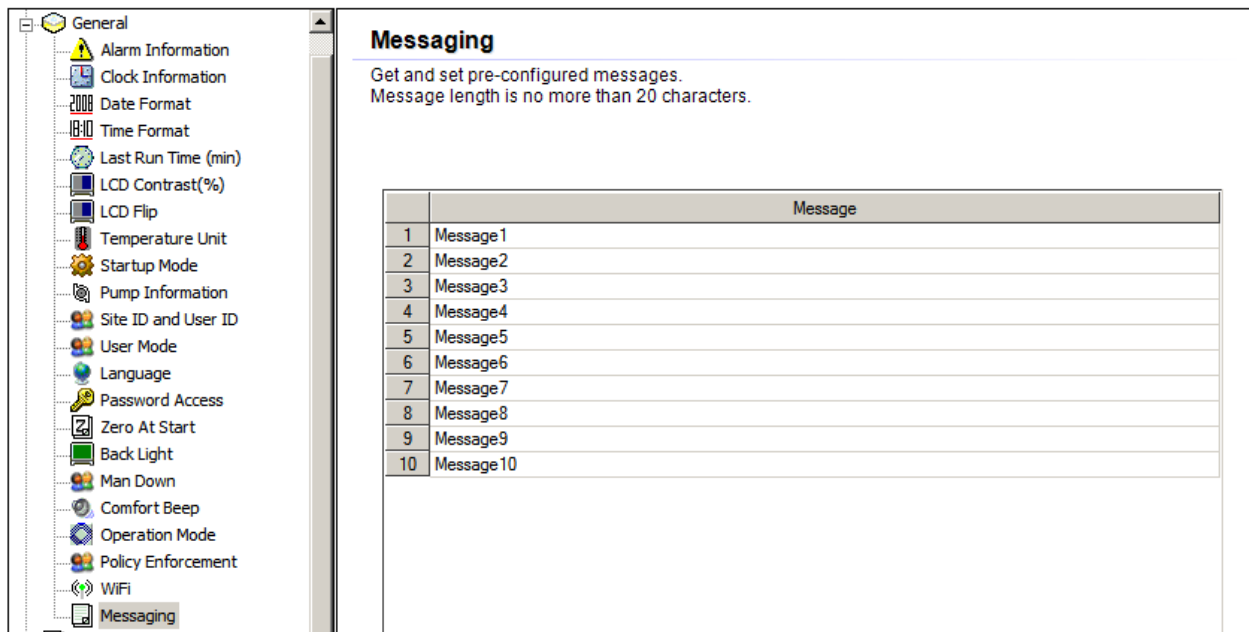 General
Alarm Information
Clock Information
Date Format
Time Format
Last Run Time (min)
LCD Contrast(%)
LCD Flip
Temperature Unit
Startup Mode
Pump Information
Site ID and User ID
User Mode
Language
Password Access
Zero At Start
Back Light
Man Down
Comfort Beep
Operation Mode
Policy Enforcement
WiFi
Messaging
Messaging
Get and set pre-configured messages.
Message length is no more than 20 characters.
Message
1 Message1
2 Message2
3 Message3
4 Message4
5 Message5
6 Message6
7 Message7
8 Message8
9 Message9
10 Message10